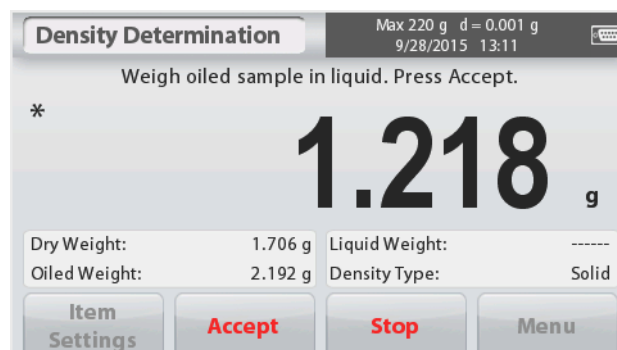 Density Determination
Max 220 g d = 0.001 g
9/28/2015 13:11
Weigh oiled sample in liquid. Press Accept.
*
1.218 g
Dry Weight: 1.706 g
Oiled Weight: 2.192 g
Liquid Weight: ------
Density Type: Solid
Item Settings
Accept
Stop
Menu